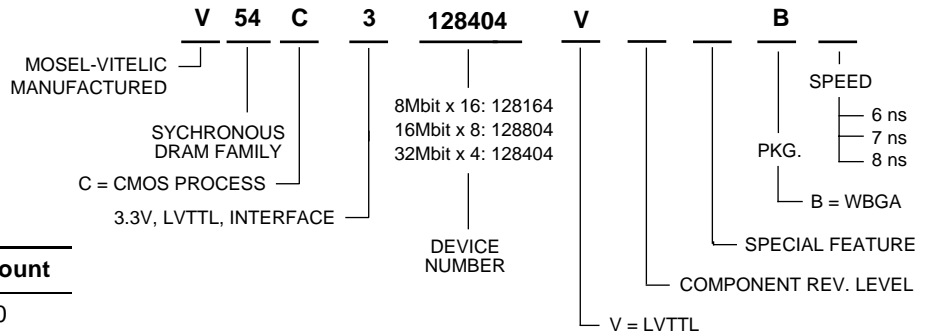 V 54 C 3 128404 V B
MOSEL-VITELIC
MANUFACTURED
SYCHRONOUS
DRAM FAMILY
C = CMOS PROCESS
3.3V, LVTTL, INTERFACE
8Mbit x 16: 128164
16Mbit x 8: 128804
32Mbit x 4: 128404
DEVICE
NUMBER
SPEED
6 ns
7 ns
8 ns
PKG.
B = WBGA
SPECIAL FEATURE
COMPONENT REV. LEVEL
V = LVTTL